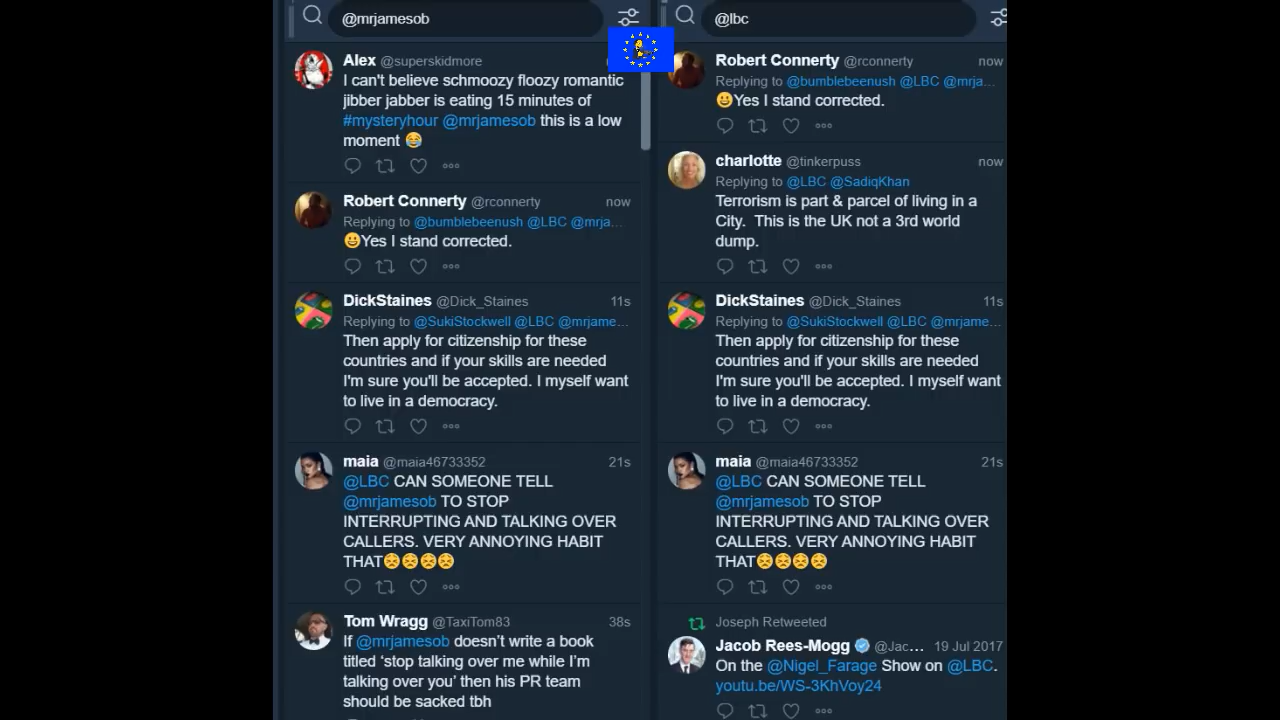 @mrjamesob
Alex @superskidmore
I can't believe schmoozy floozy romantic
jibber jabber is eating 15 minutes of
#mysteryhour @mrjamesob this is a low
moment 😂
Robert Connerty @rconnerty now
Replying to @bumblebeenush @LBC @mrja...
😀Yes I stand corrected.
DickStaines @Dick_Staines 11s
Replying to @SukiStockwell @LBC @mrjame...
Then apply for citizenship for these
countries and if your skills are needed
I'm sure you'll be accepted. I myself want
to live in a democracy.
maia @maia46733352 21s
@LBC CAN SOMEONE TELL
@mrjamesob TO STOP
INTERRUPTING AND TALKING OVER
CALLERS. VERY ANNOYING HABIT
THAT😣😣😣😣
Tom Wragg @TaxiTom83 38s
If @mrjamesob doesn't write a book
titled 'stop talking over me while I'm
talking over you' then his PR team
should be sacked tbh
@lbc
Robert Connerty @rconnerty now
Replying to @bumblebeenush @LBC @mrja...
😀Yes I stand corrected.
charlotte @tinkerpuss now
Replying to @LBC @SadiqKhan
Terrorism is part & parcel of living in a
City. This is the UK not a 3rd world
dump.
DickStaines @Dick_Staines 11s
Replying to @SukiStockwell @LBC @mrjame...
Then apply for citizenship for these
countries and if your skills are needed
I'm sure you'll be accepted. I myself want
to live in a democracy.
maia @maia46733352 21s
@LBC CAN SOMEONE TELL
@mrjamesob TO STOP
INTERRUPTING AND TALKING OVER
CALLERS. VERY ANNOYING HABIT
THAT😣😣😣😣
Joseph Retweeted
Jacob Rees-Mogg @Jac... 19 Jul 2017
On the @Nigel_Farage Show on @LBC.
youtu.be/WS-3KhVoy24